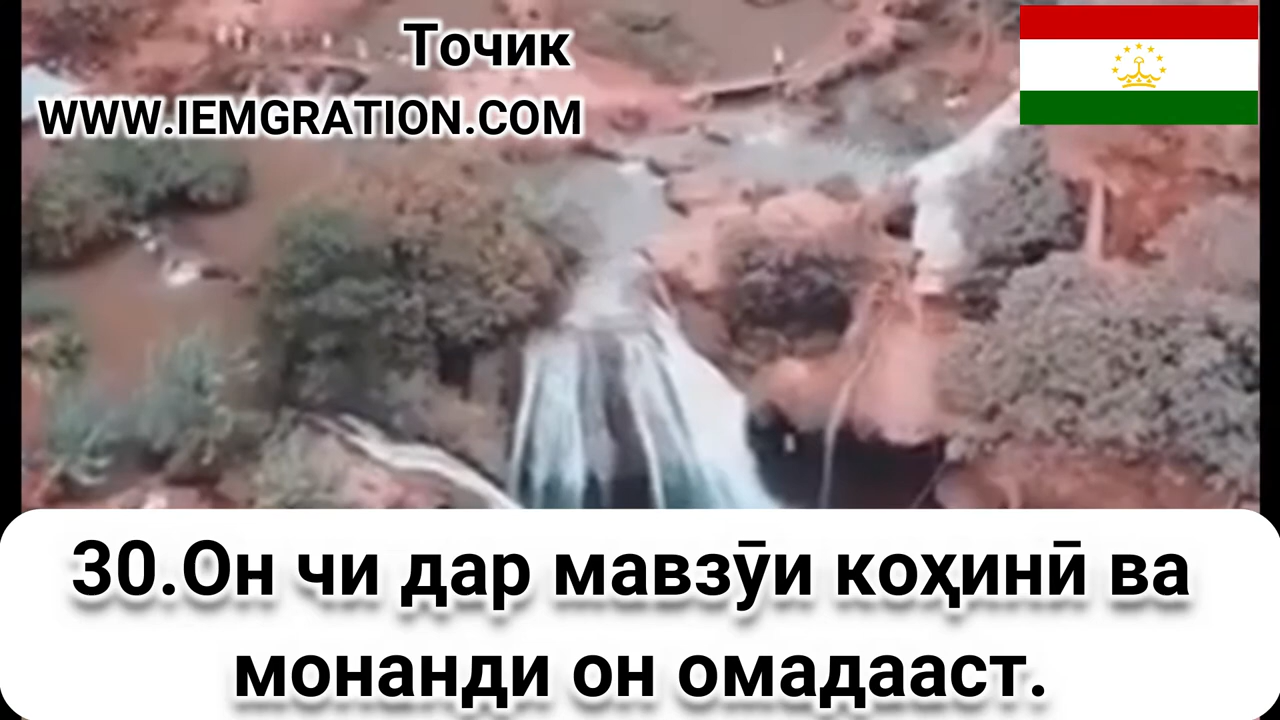 Точик
WWW.IEMGRATION.COM
30.Он чи дар мавзӯи коҳинӣ ва
монанди он омадааст.